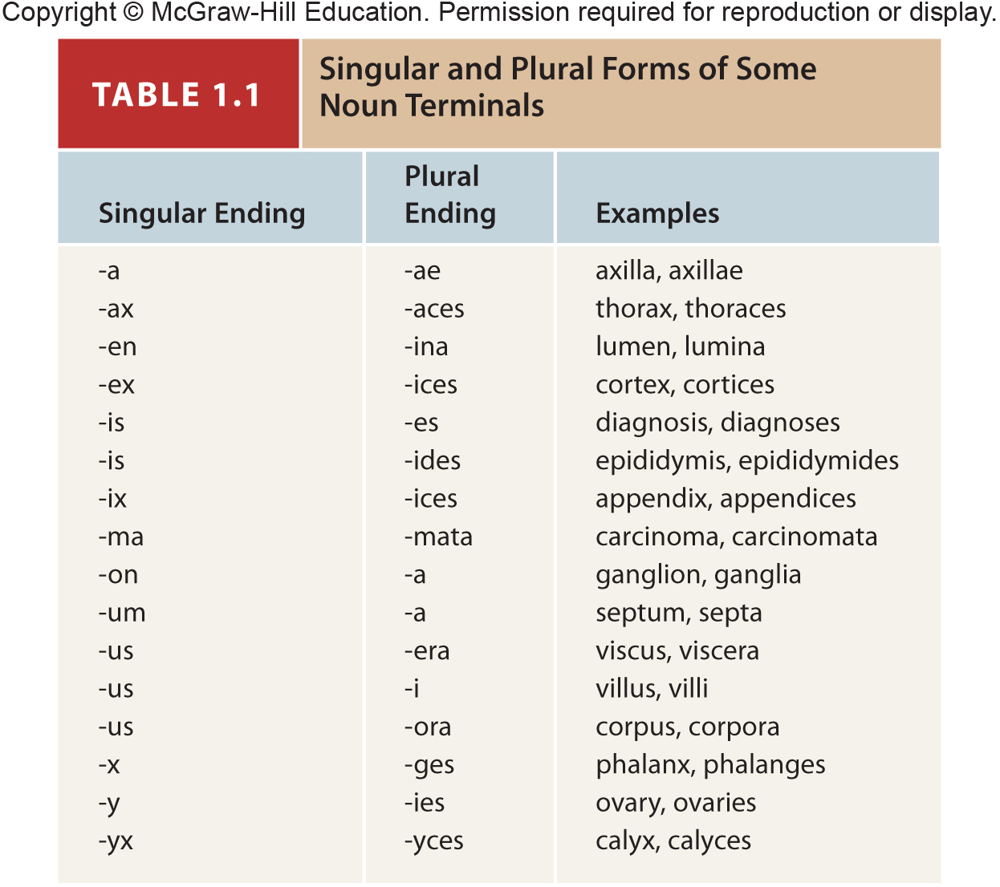 Copyright © McGraw-Hill Education. Permission required for reproduction or display.
TABLE 1.1
Singular and Plural Forms of Some
Noun Terminals
Singular Ending Plural Ending Examples
-a -ae axilla, axillae
-ax -aces thorax, thoraces
-en -ina lumen, lumina
-ex -ices cortex, cortices
-is -es diagnosis, diagnoses
-is -ides epididymis, epididymides
-ix -ices appendix, appendices
-ma -mata carcinoma, carcinomata
-on -a ganglion, ganglia
-um -a septum, septa
-us -era viscus, viscera
-us -i villus, villi
-us -ora corpus, corpora
-x -ges phalanx, phalanges
-y -ies ovary, ovaries
-yx -yces calyx, calyces